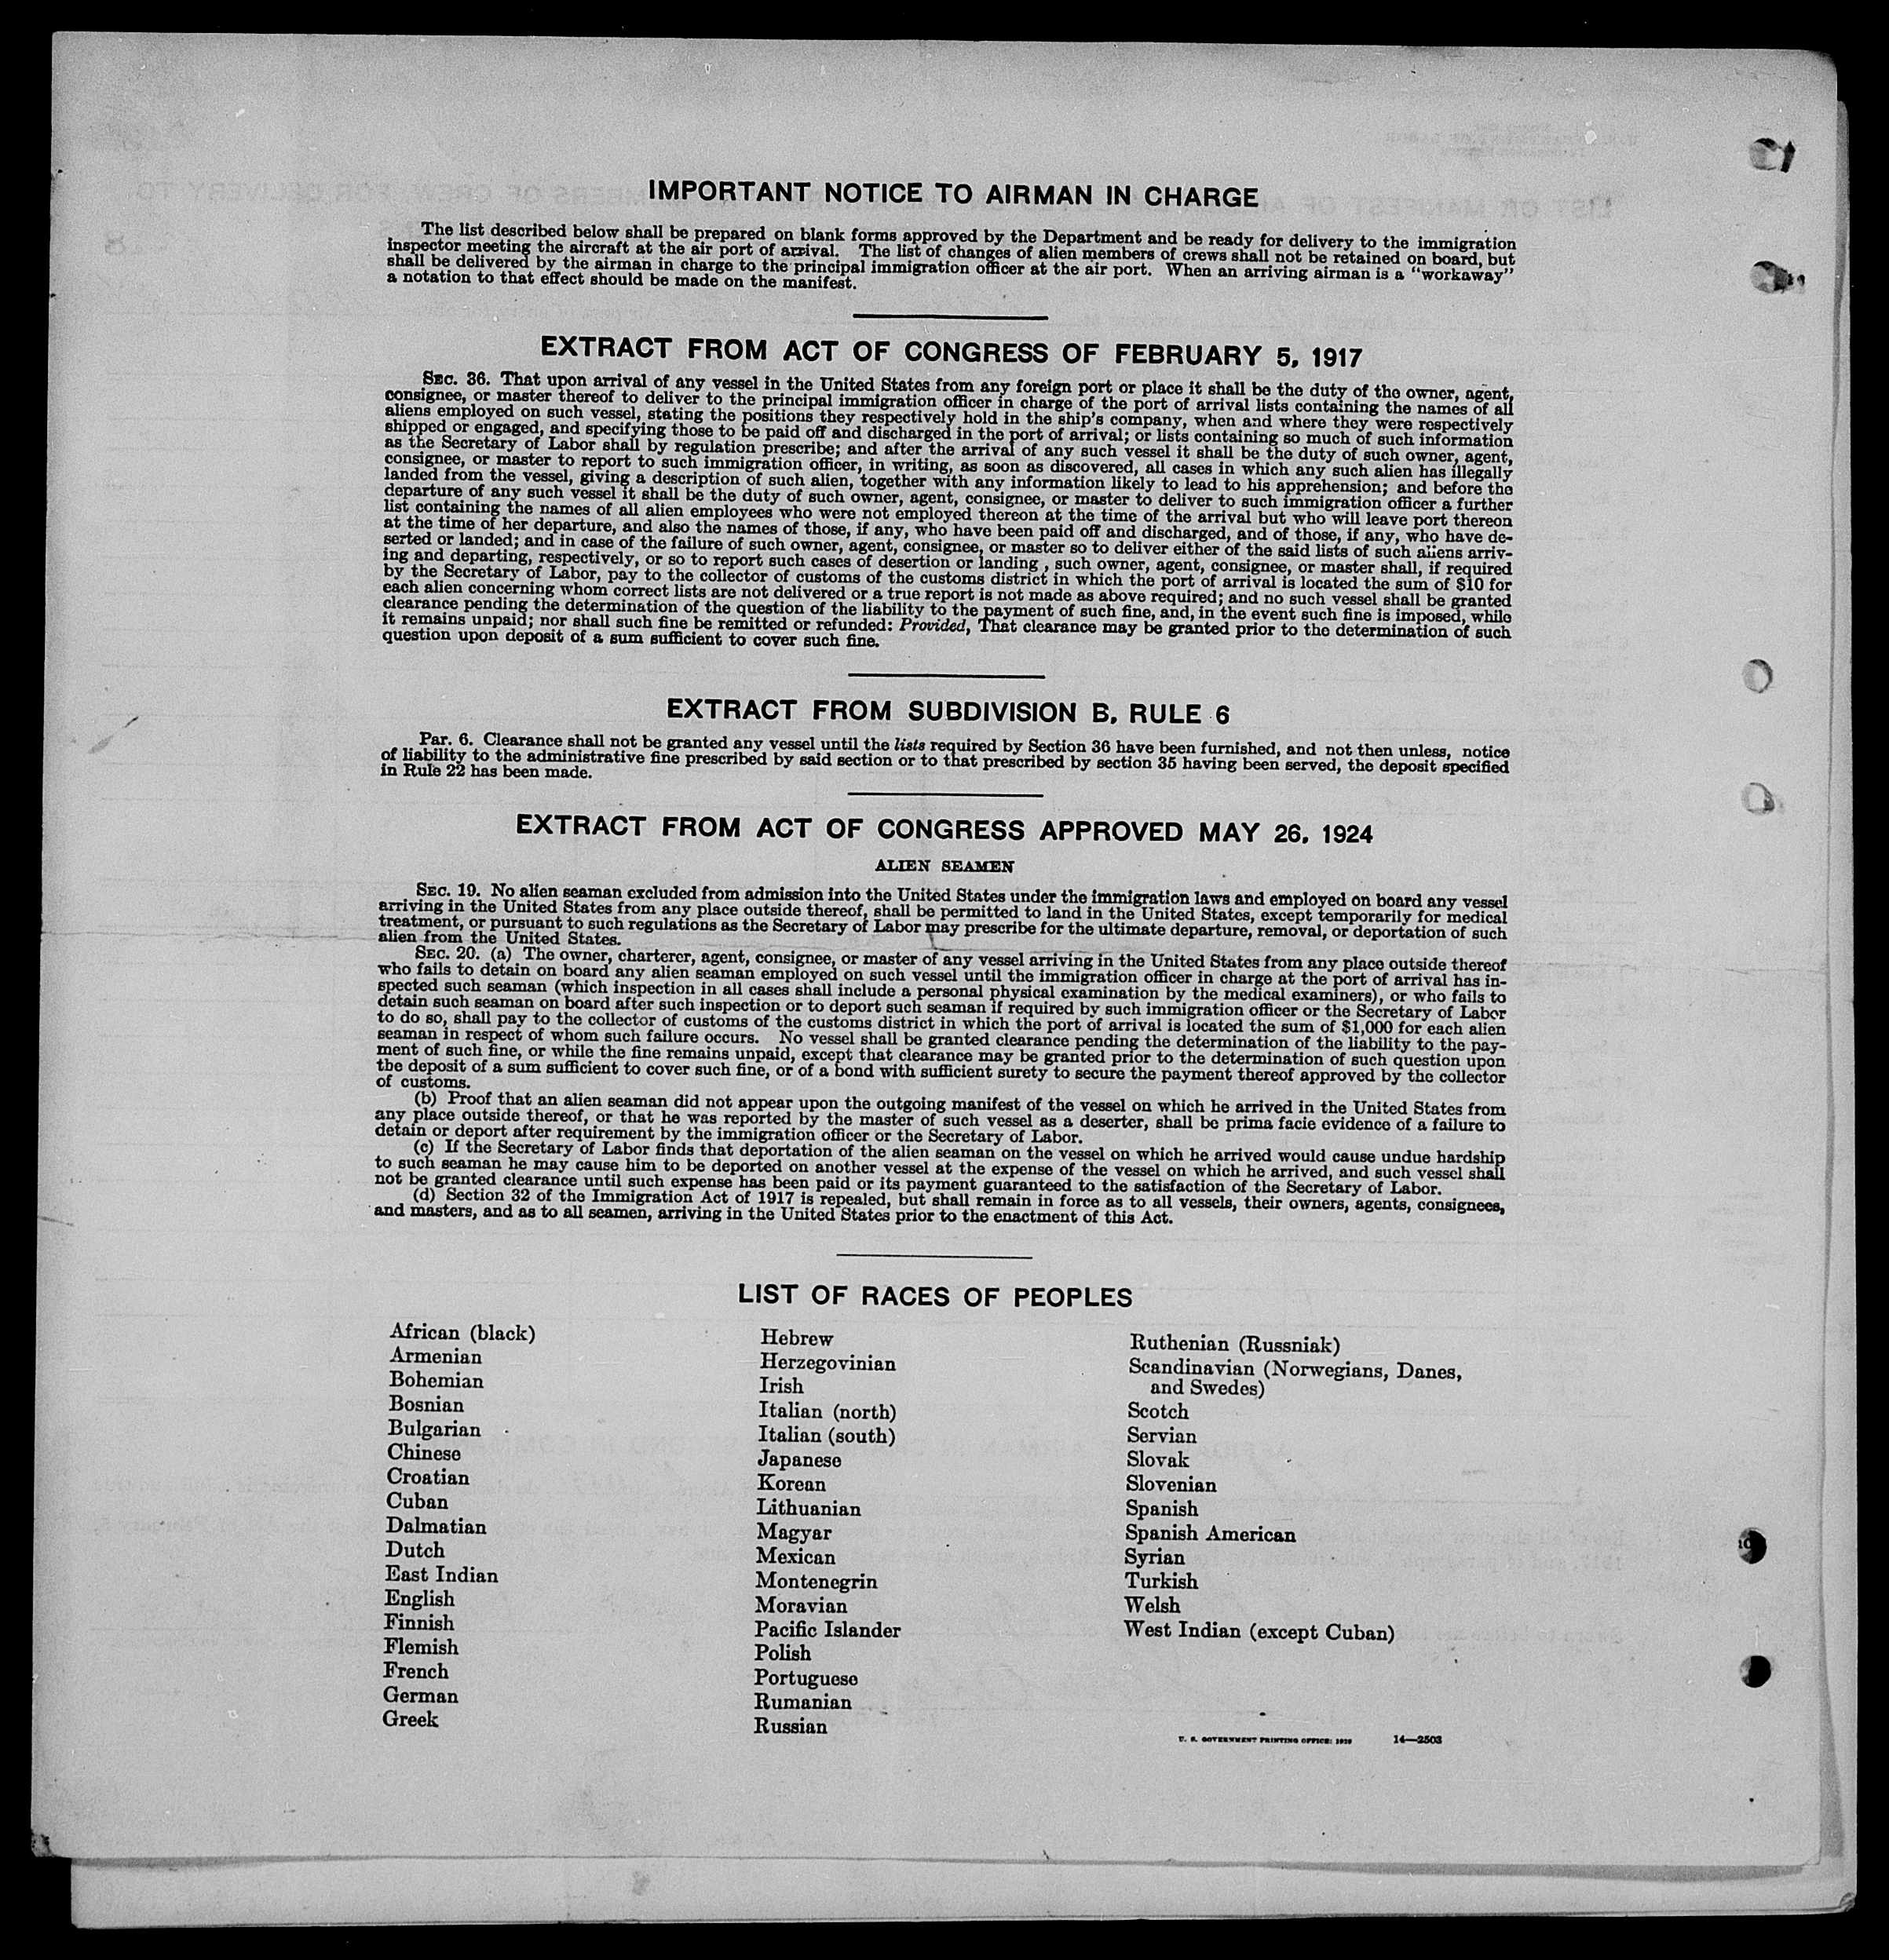 IMPORTANT NOTICE TO AIRMAN IN CHARGE
The list described below shall be prepared on blank forms approved by the Department and be ready for delivery to the immigration
inspector meeting the aircraft at the air port of arrival. The list of changes of alien members of crews shall not be retained on board, but
shall be delivered by the airman in charge to the principal immigration officer at the air port. When an arriving airman is a "workaway"
a notation to that effect should be made on the manifest.
EXTRACT FROM ACT OF CONGRESS OF FEBRUARY 5, 1917
SEC. 36. That upon arrival of any vessel in the United States from any foreign port or place it shall be the duty of the owner, agent,
consignee, or master thereof to deliver to the principal immigration officer in charge of the port of arrival lists containing the names of all
aliens employed on such vessel, stating the positions they respectively hold in the ship's company, when and where they were respectively
shipped or engaged, and specifying those to be paid off and discharged in the port of arrival; or lists containing so much of such information
as the Secretary of Labor shall by regulation prescribe; and after the arrival of any such vessel it shall be the duty of such owner, agent,
consignee, or master to report to such immigration officer, in writing, as soon as discovered, all cases in which any such alien has illegally
landed from the vessel, giving a description of such alien, together with any information likely to lead to his apprehension; and before the
departure of any such vessel it shall be the duty of such owner, agent, consignee, or master to deliver to such immigration officer a further
list containing the names of all alien employees who were not employed thereon at the time of the arrival but who will leave port thereon
at the time of her departure, and also the names of those, if any, who have been paid off and discharged, and of those, if any, who have de-
serted or landed; and in case of the failure of such owner, agent, consignee, or master so to deliver either of the said lists of such aliens arriv-
ing and departing, respectively, or so to report such cases of desertion or landing , such owner, agent, consignee, or master shall, if required
by the Secretary of Labor, pay to the collector of customs of the customs district in which the port of arrival is located the sum of $10 for
each alien concerning whom correct lists are not delivered or a true report is not made as above required; and no such vessel shall be granted
clearance pending the determination of the question of the liability to the payment of such fine, and, in the event such fine is imposed, while
it remains unpaid; nor shall such fine be remitted or refunded: Provided, That clearance may be granted prior to the determination of such
question upon deposit of a sum sufficient to cover such fine.
EXTRACT FROM SUBDIVISION B, RULE 6
Par. 6. Clearance shall not be granted any vessel until the lists required by Section 36 have been furnished, and not then unless, notice
of liability to the administrative fine prescribed by said section or to that prescribed by section 35 having been served, the deposit specified
in Rule 22 has been made.
EXTRACT FROM ACT OF CONGRESS APPROVED MAY 26, 1924
ALIEN SEAMEN
SEC. 19. No alien seaman excluded from admission into the United States under the immigration laws and employed on board any vessel
arriving in the United States from any place outside thereof, shall be permitted to land in the United States, except temporarily for medical
treatment, or pursuant to such regulations as the Secretary of Labor may prescribe for the ultimate departure, removal, or deportation of such
alien from the United States.
SEC. 20. (a) The owner, charterer, agent, consignee, or master of any vessel arriving in the United States from any place outside thereof
who fails to detain on board any alien seaman employed on such vessel until the immigration officer in charge at the port of arrival has in-
spected such seaman (which inspection in all cases shall include a personal physical examination by the medical examiners), or who fails to
detain such seaman on board after such inspection or to deport such seaman if required by such immigration officer or the Secretary of Labor
to do so, shall pay to the collector of customs of the customs district in which the port of arrival is located the sum of $1,000 for each alien
seaman in respect of whom such failure occurs. No vessel shall be granted clearance pending the determination of the liability to the pay-
ment of such fine, or while the fine remains unpaid, except that clearance may be granted prior to the determination of such question upon
the deposit of a sum sufficient to cover such fine, or of a bond with sufficient surety to secure the payment thereof approved by the collector
of customs.
(b) Proof that an alien seaman did not appear upon the outgoing manifest of the vessel on which he arrived in the United States from
any place outside thereof, or that he was reported by the master of such vessel as a deserter, shall be prima facie evidence of a failure to
detain or deport after requirement by the immigration officer or the Secretary of Labor.
(c) If the Secretary of Labor finds that deportation of the alien seaman on the vessel on which he arrived would cause undue hardship
to such seaman he may cause him to be deported on another vessel at the expense of the vessel on which he arrived, and such vessel shall
not be granted clearance until such expense has been paid or its payment guaranteed to the satisfaction of the Secretary of Labor.
(d) Section 32 of the Immigration Act of 1917 is repealed, but shall remain in force as to all vessels, their owners, agents, consignees,
and masters, and as to all seamen, arriving in the United States prior to the enactment of this Act.
LIST OF RACES OF PEOPLES
African (black)
Armenian
Bohemian
Bosnian
Bulgarian
Chinese
Croatian
Cuban
Dalmatian
Dutch
East Indian
English
Finnish
Flemish
French
German
Greek
Hebrew
Herzegovinian
Irish
Italian (north)
Italian (south)
Japanese
Korean
Lithuanian
Magyar
Mexican
Montenegrin
Moravian
Pacific Islander
Polish
Portuguese
Rumanian
Russian
Ruthenian (Russniak)
Scandinavian (Norwegians, Danes,
and Swedes)
Scotch
Servian
Slovak
Slovenian
Spanish
Spanish American
Syrian
Turkish
Welsh
West Indian (except Cuban)
U. S. GOVERNMENT PRINTING OFFICE: 14—2503